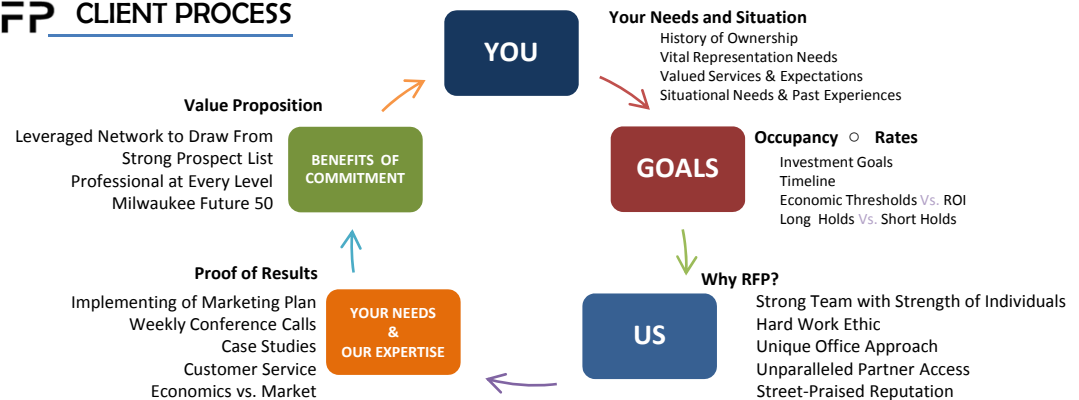 FP CLIENT PROCESS
YOU
Your Needs and Situation
History of Ownership
Vital Representation Needs
Valued Services & Expectations
Situational Needs & Past Experiences
GOALS
Occupancy ○ Rates
Investment Goals
Timeline
Economic Thresholds Vs. ROI
Long Holds Vs. Short Holds
US
Why RFP?
Strong Team with Strength of Individuals
Hard Work Ethic
Unique Office Approach
Unparalleled Partner Access
Street-Praised Reputation
YOUR NEEDS
&
OUR EXPERTISE
Proof of Results
Implementing of Marketing Plan
Weekly Conference Calls
Case Studies
Customer Service
Economics vs. Market
BENEFITS OF
COMMITMENT
Value Proposition
Leveraged Network to Draw From
Strong Prospect List
Professional at Every Level
Milwaukee Future 50